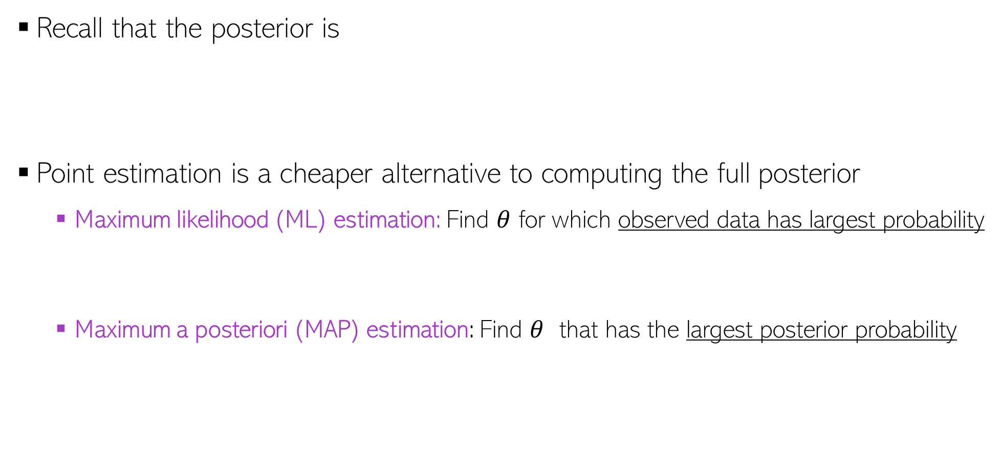 ▪ Recall that the posterior is
▪ Point estimation is a cheaper alternative to computing the full posterior
▪ Maximum likelihood (ML) estimation: Find θ for which observed data has largest probability
▪ Maximum a posteriori (MAP) estimation: Find θ that has the largest posterior probability